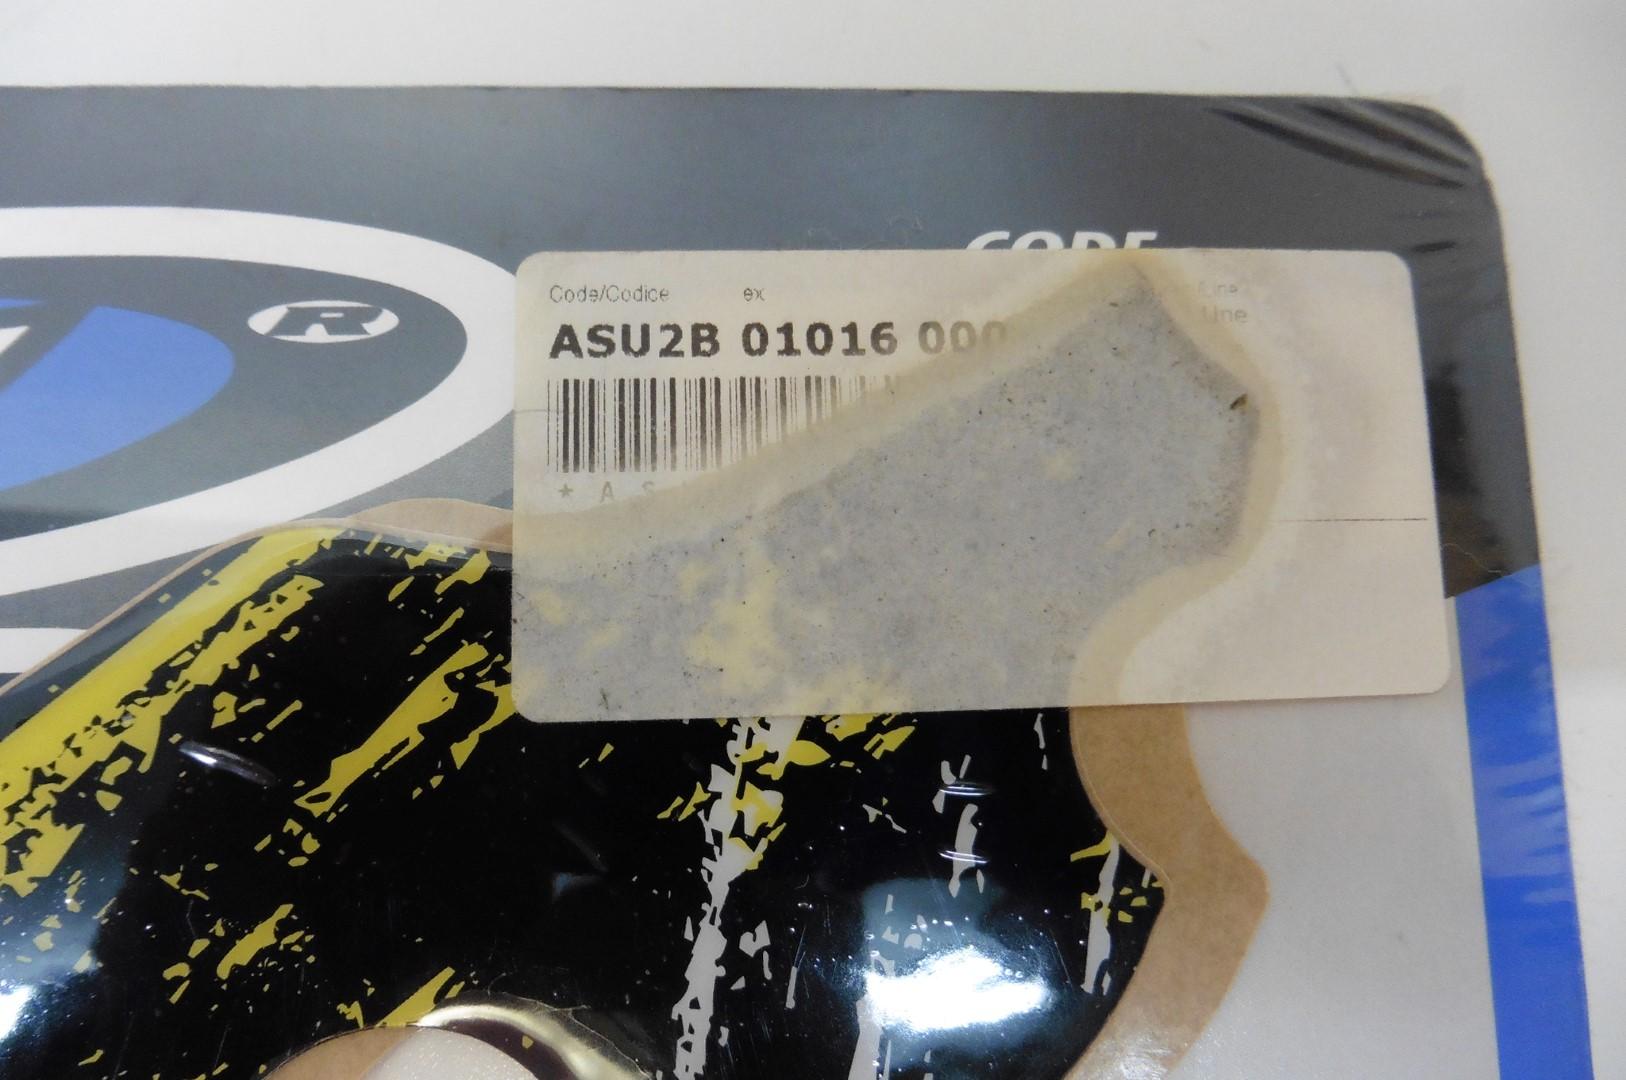 CODE
Code/Codice ex Line
ASU2B 01016 000 Line
* A S
R